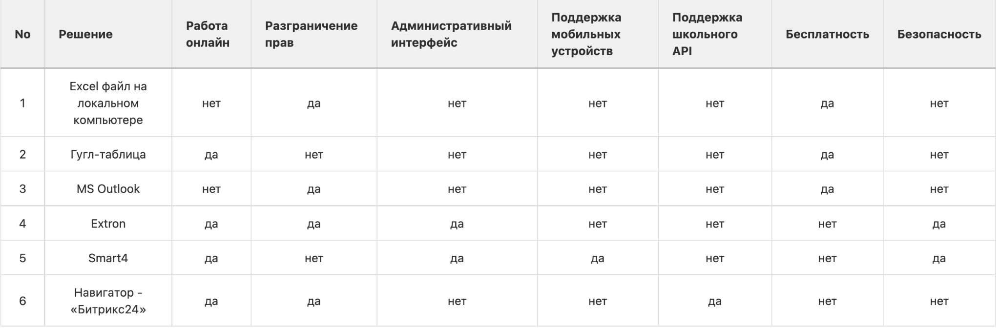 No Решение Работа онлайн Разграничение прав Административный интерфейс Поддержка мобильных устройств Поддержка школьного API Бесплатность Безопасность
1 Excel файл на локальном компьютере нет да нет нет нет да нет
2 Гугл-таблица да нет нет нет нет да нет
3 MS Outlook нет да нет нет нет да нет
4 Extron да да да нет нет нет да
5 Smart4 да нет да да нет нет да
6 Навигатор - «Битрикс24» да да нет нет да нет нет